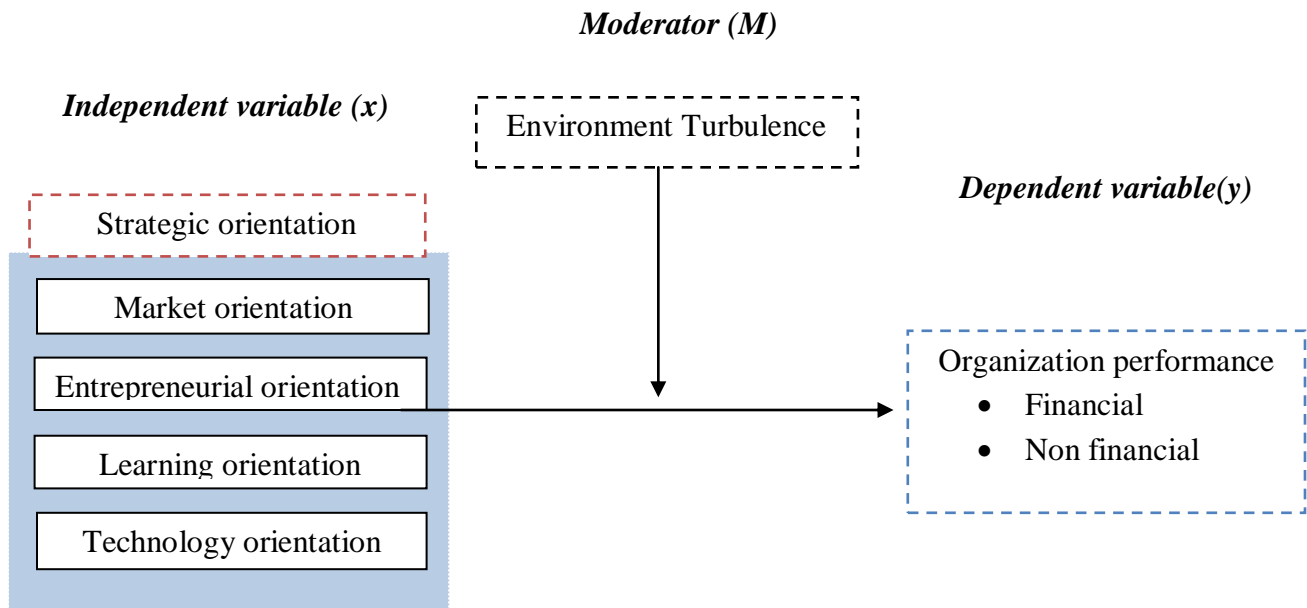 Moderator (M)
Independent variable (x)
Environment Turbulence
Dependent variable(y)
Strategic orientation
Market orientation
Entrepreneurial orientation
Learning orientation
Technology orientation
Organization performance
• Financial
• Non financial